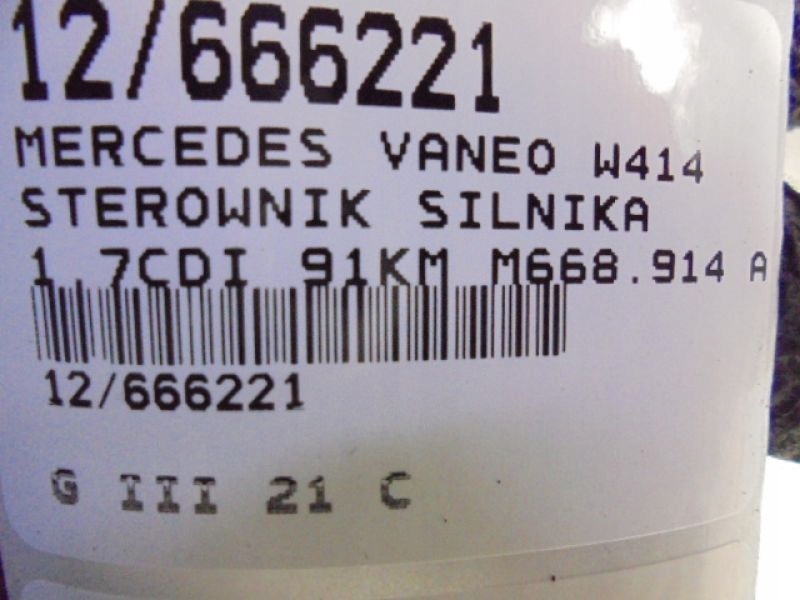 12/666221
MERCEDES VANEO W414
STEROWNIK SILNIKA
1.7CDI 91KM M668.914 A
12/666221
G III 21 C